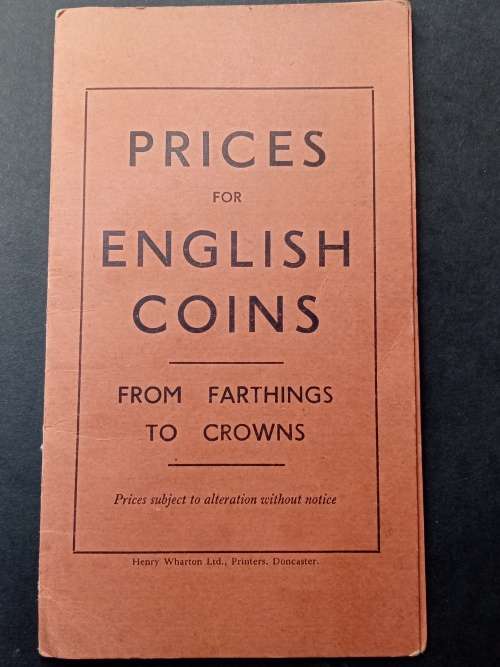 PRICES
FOR
ENGLISH
COINS
FROM FARTHINGS
TO CROWNS
Prices subject to alteration without notice
Henry Wharton Ltd., Printers, Doncaster.